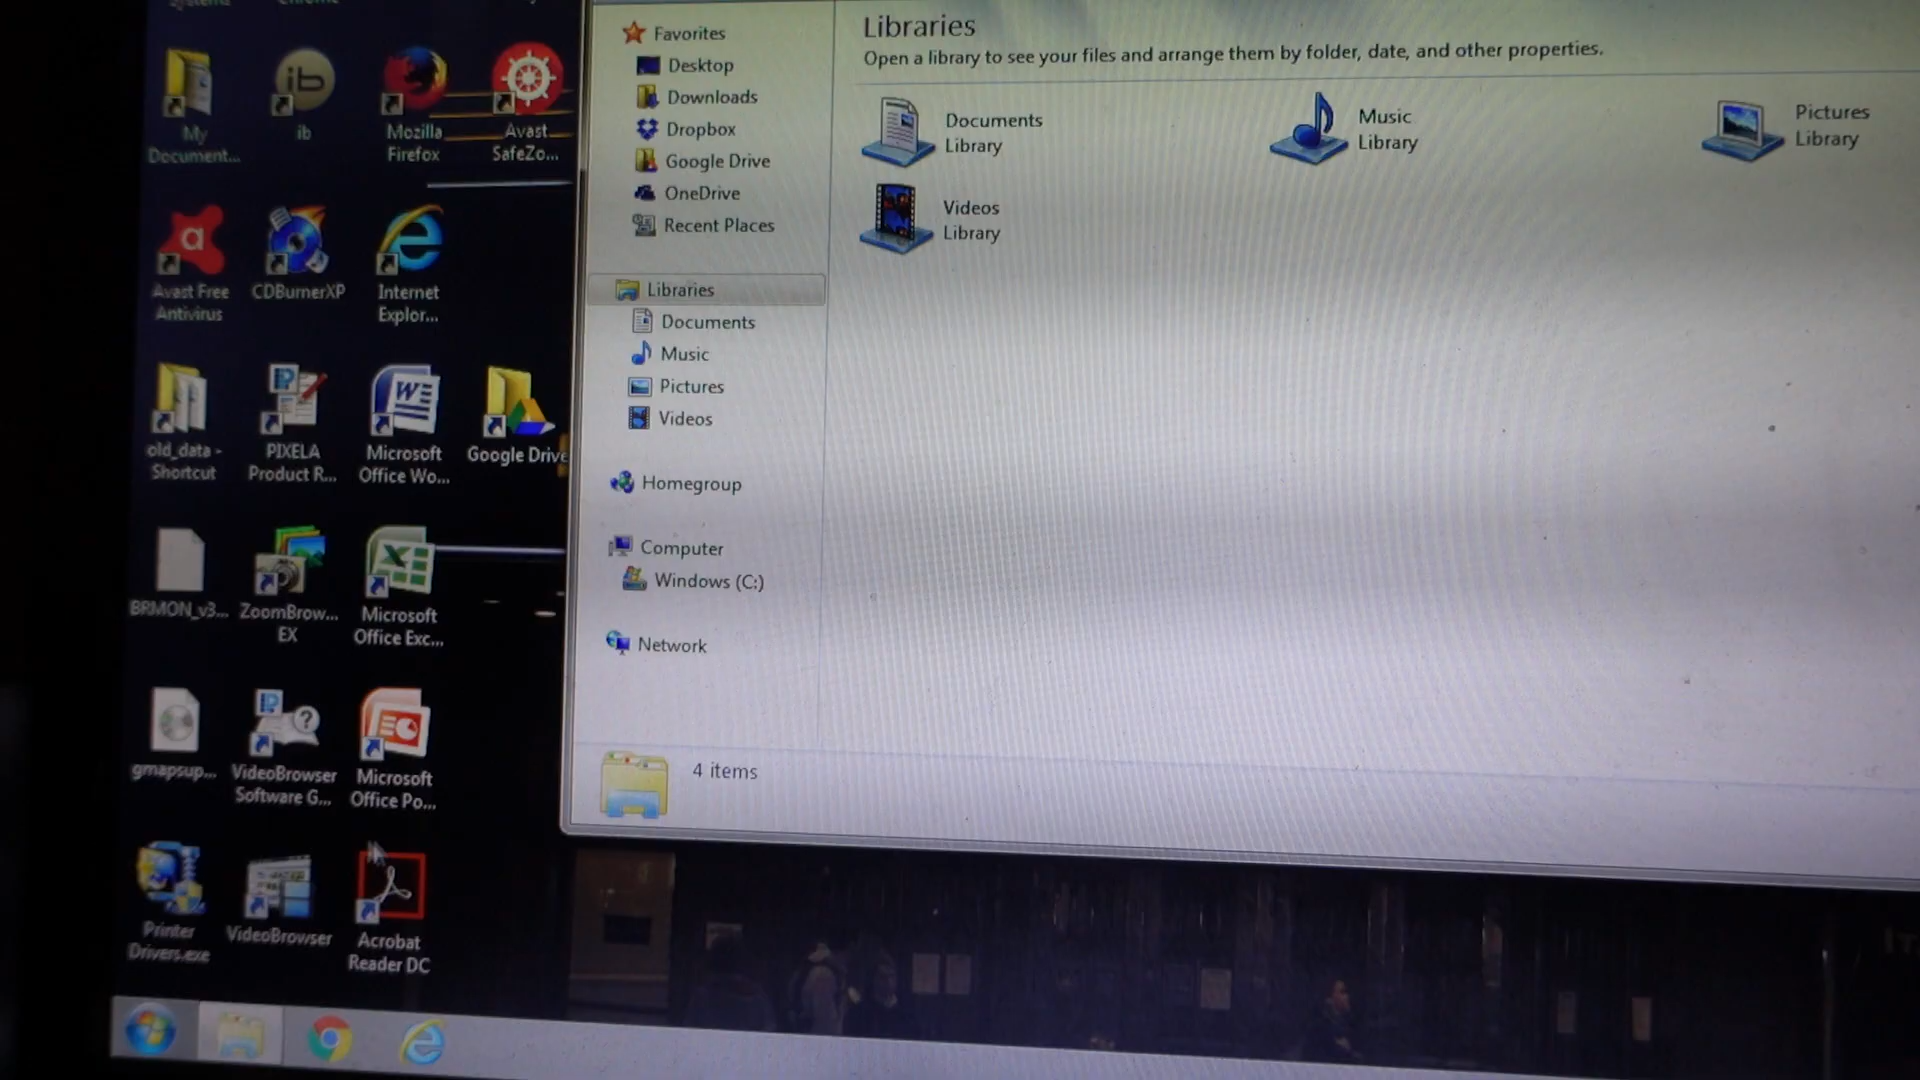 My
Document...
ib
Mozilla
Firefox
Avast
SafeZo...
Avast Free
Antivirus
CDBurnerXP
Internet
Explor...
old_data -
Shortcut
PIXELA
Product R...
Microsoft
Office Wo...
Google Drive
BRMON_v3...
ZoomBrow...
EX
Microsoft
Office Exc...
gmapsup...
VideoBrowser
Software G...
Microsoft
Office Po...
Printer
Drivers.exe
VideoBrowser
Acrobat
Reader DC
Favorites
Desktop
Downloads
Dropbox
Google Drive
OneDrive
Recent Places
Libraries
Documents
Music
Pictures
Videos
Homegroup
Computer
Windows (C:)
Network
Libraries
Open a library to see your files and arrange them by folder, date, and other properties.
Documents
Library
Music
Library
Pictures
Library
Videos
Library
4 items